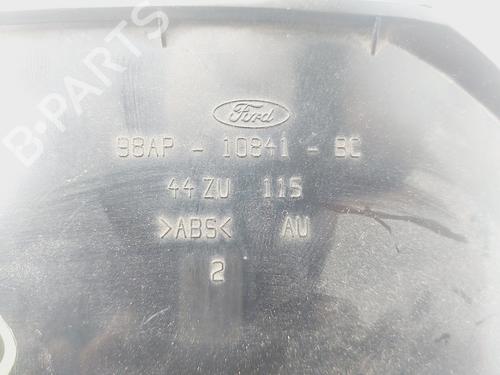 B-PARTS
Ford
98AP - 10841 - BC
44 ZU 115
>ABS< AU
2